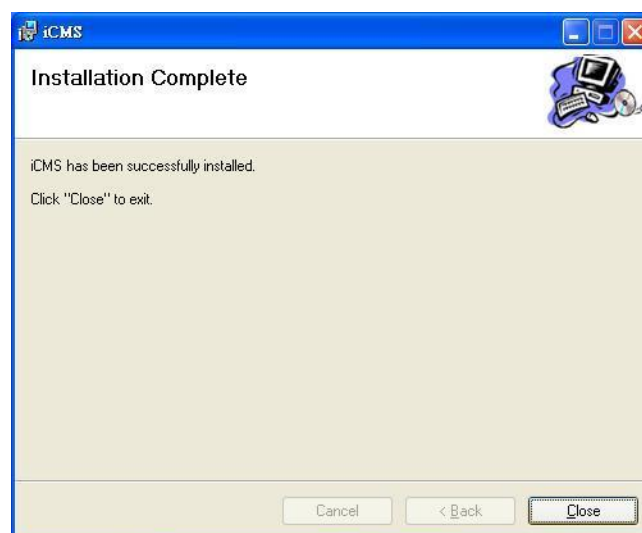 iCMS
Installation Complete
iCMS has been successfully installed.
Click "Close" to exit.
Cancel
< Back
Close